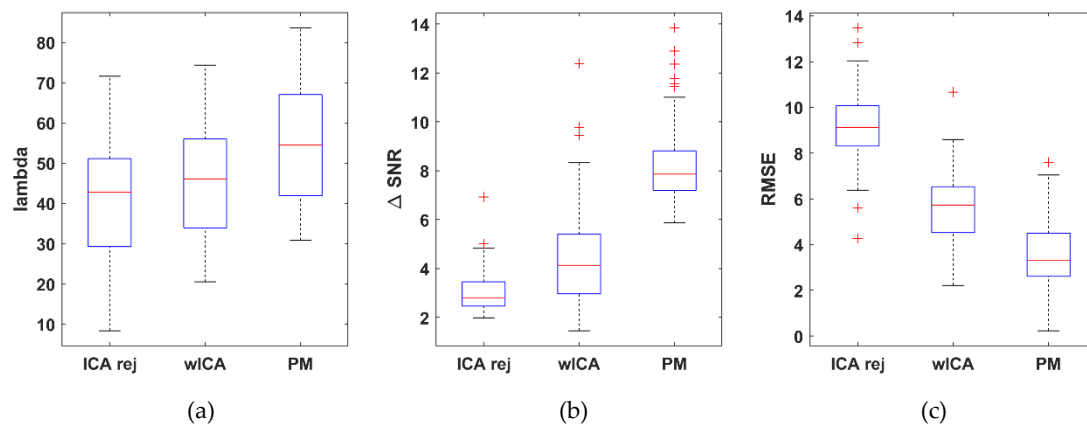 lambda
80
70
60
50
40
30
20
10
ICA rej wICA PM
(a)
Δ SNR
14
12
10
8
6
4
2
ICA rej wICA PM
(b)
RMSE
14
12
10
8
6
4
2
0
ICA rej wICA PM
(c)